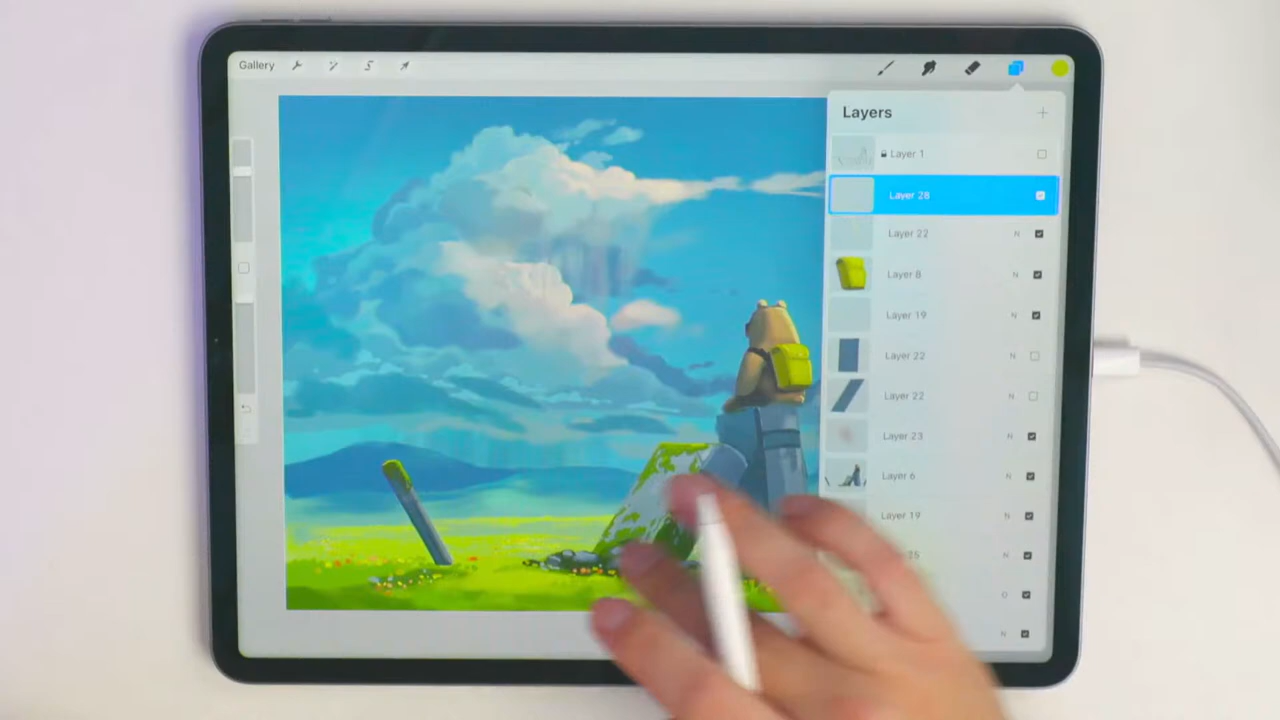 Gallery
Layers
Layer 1
Layer 28
Layer 22 N
Layer 8 N
Layer 19 N
Layer 22 N
Layer 22 N
Layer 23 N
Layer 6 N
Layer 19 N
N
O
N